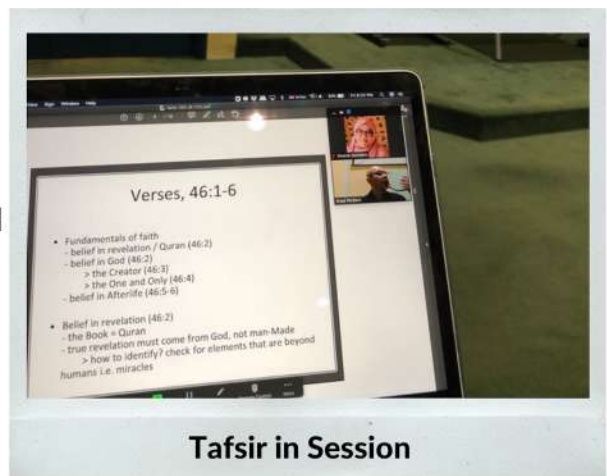 Sign Window Help
Verses, 46:1-6
• Fundamentals of faith
- belief in revelation / Quran (46:2)
- belief in God (46:2)
> the Creator (46:3)
> the One and Only (46:4)
- belief in Afterlife (46:5-6)
• Belief in revelation (46:2)
- the Book = Quran
- true revelation must come from God, not man-Made
> how to identify? check for elements that are beyond
humans i.e. miracles
Tafsir in Session